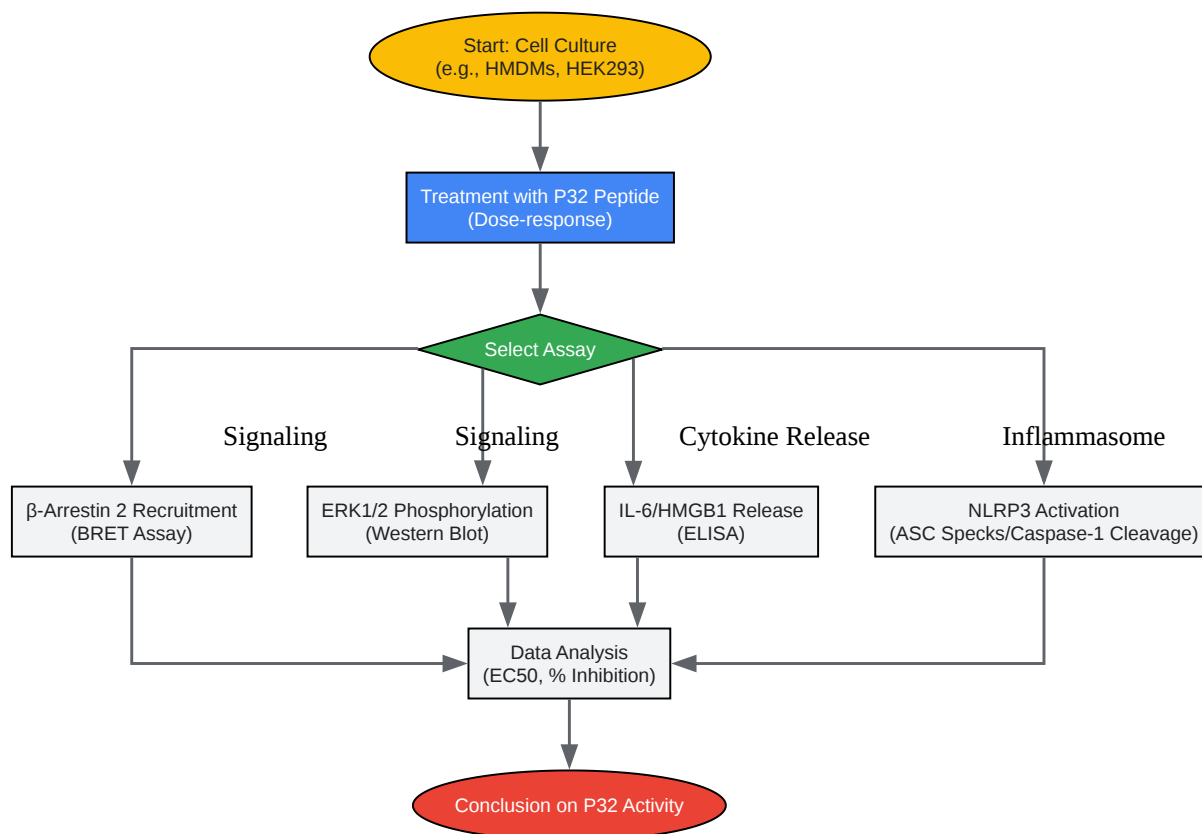 Start: Cell Culture
(e.g., HMDMs, HEK293)
Treatment with P32 Peptide
(Dose-response)
Select Assay
Signaling
Signaling
Cytokine Release
Inflammasome
β-Arrestin 2 Recruitment
(BRET Assay)
ERK1/2 Phosphorylation
(Western Blot)
IL-6/HMGB1 Release
(ELISA)
NLRP3 Activation
(ASC Specks/Caspase-1 Cleavage)
Data Analysis
(EC50, % Inhibition)
Conclusion on P32 Activity